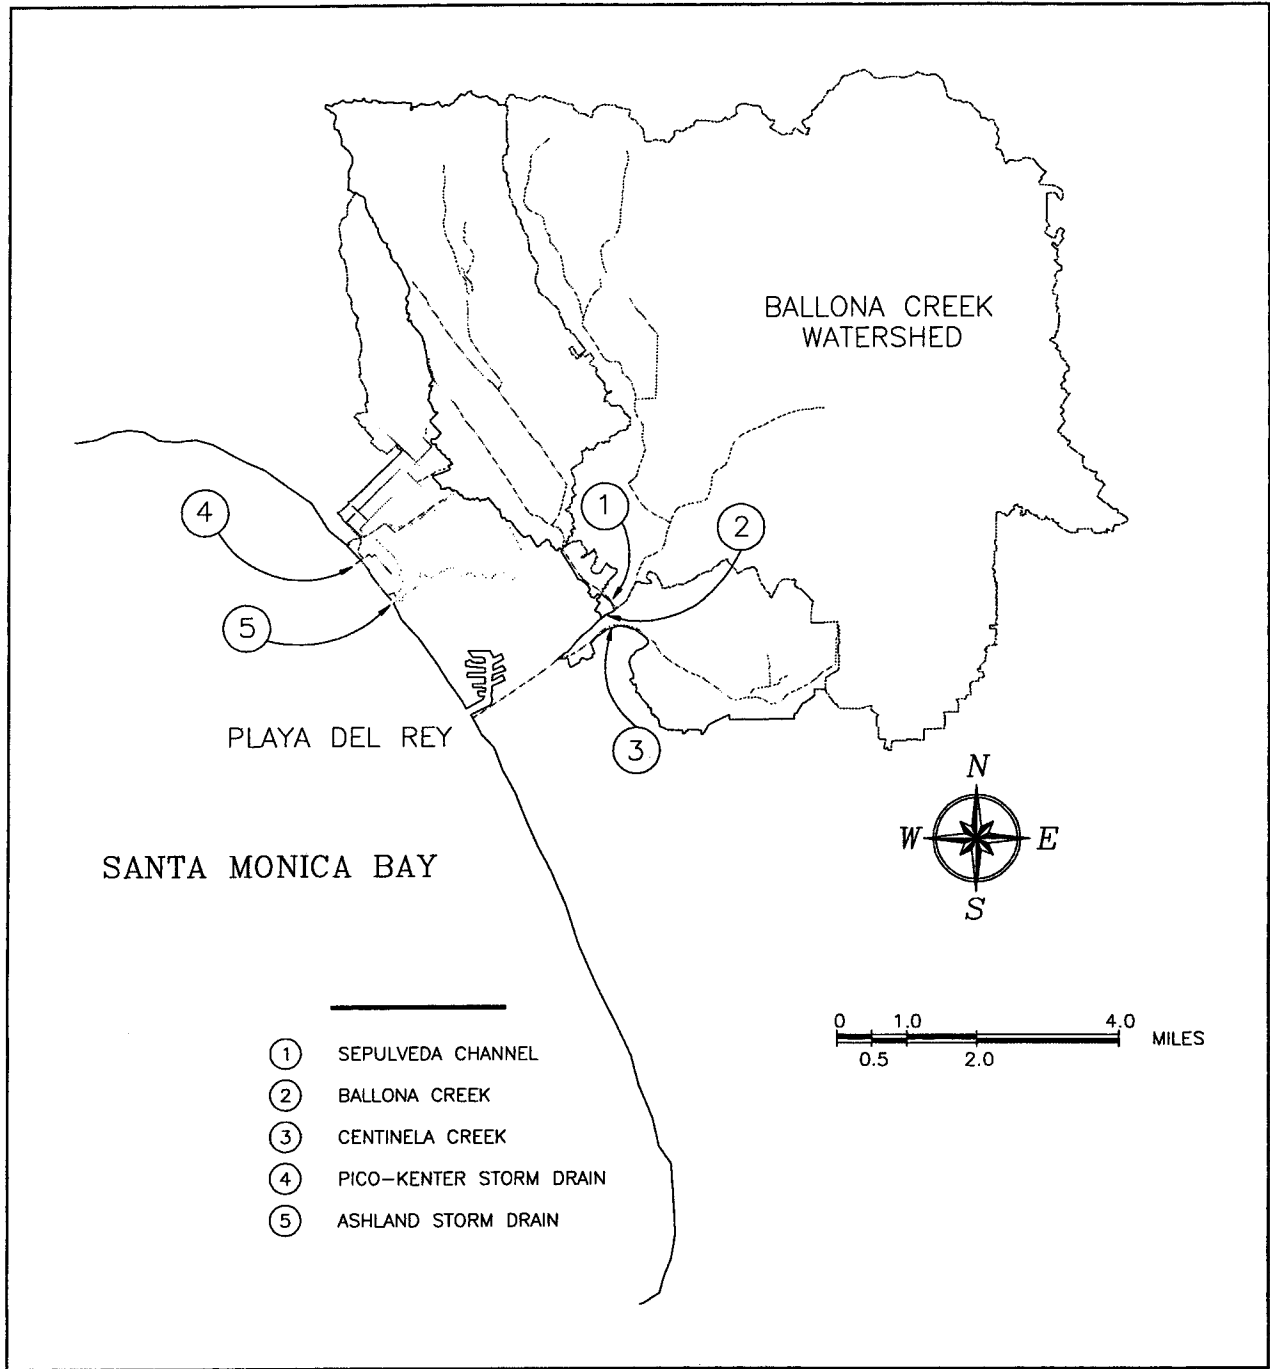 BALLONA CREEK
WATERSHED
1
2
4
5
3
PLAYA DEL REY
N
W E
S
SANTA MONICA BAY
0 1.0 4.0
MILES
0.5 2.0
1 SEPULVEDA CHANNEL
2 BALLONA CREEK
3 CENTINELA CREEK
4 PICO-KENTER STORM DRAIN
5 ASHLAND STORM DRAIN